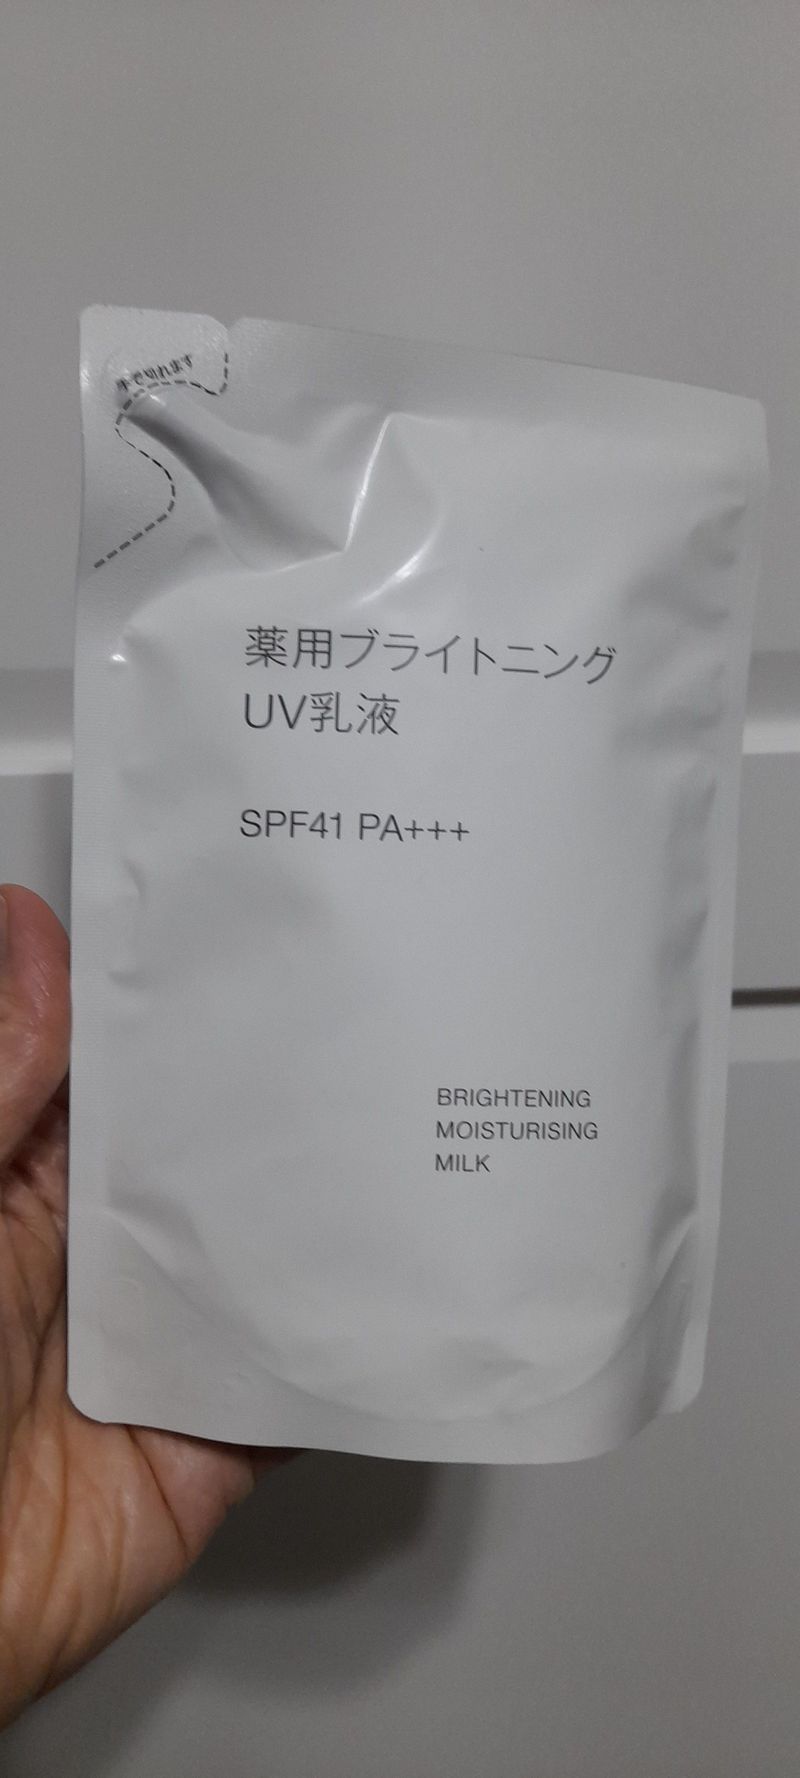 手で切れます
薬用ブライトニング
UV乳液
SPF41 PA+++
BRIGHTENING
MOISTURISING
MILK